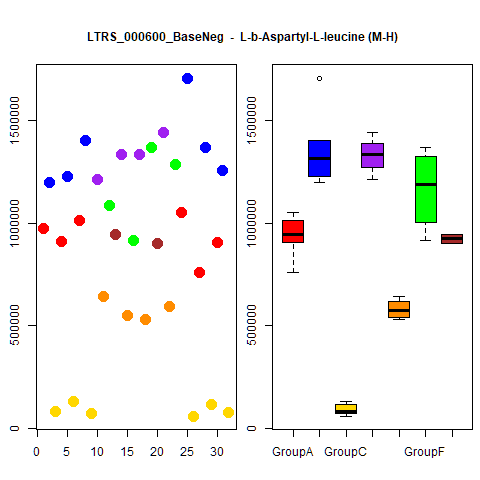 LTRS_000600_BaseNeg - L-b-Aspartyl-L-leucine (M-H)
0 500000 1000000 1500000
0 5 10 15 20 25 30
0 500000 1000000 1500000
GroupA GroupC GroupF